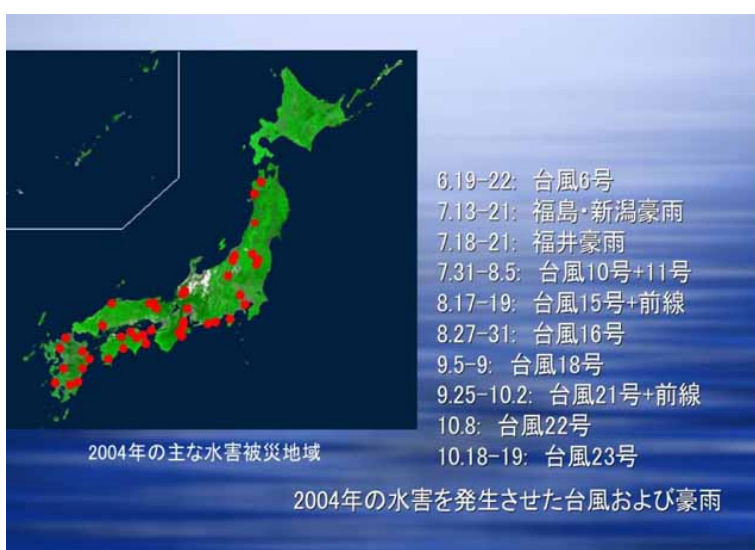 6.19-22: 台風6号
7.13-21: 福島・新潟豪雨
7.18-21: 福井豪雨
7.31-8.5: 台風10号+11号
8.17-19: 台風15号+前線
8.27-31: 台風16号
9.5-9: 台風18号
9.25-10.2: 台風21号+前線
10.8: 台風22号
10.18-19: 台風23号
2004年の主な水害被災地域
2004年の水害を発生させた台風および豪雨